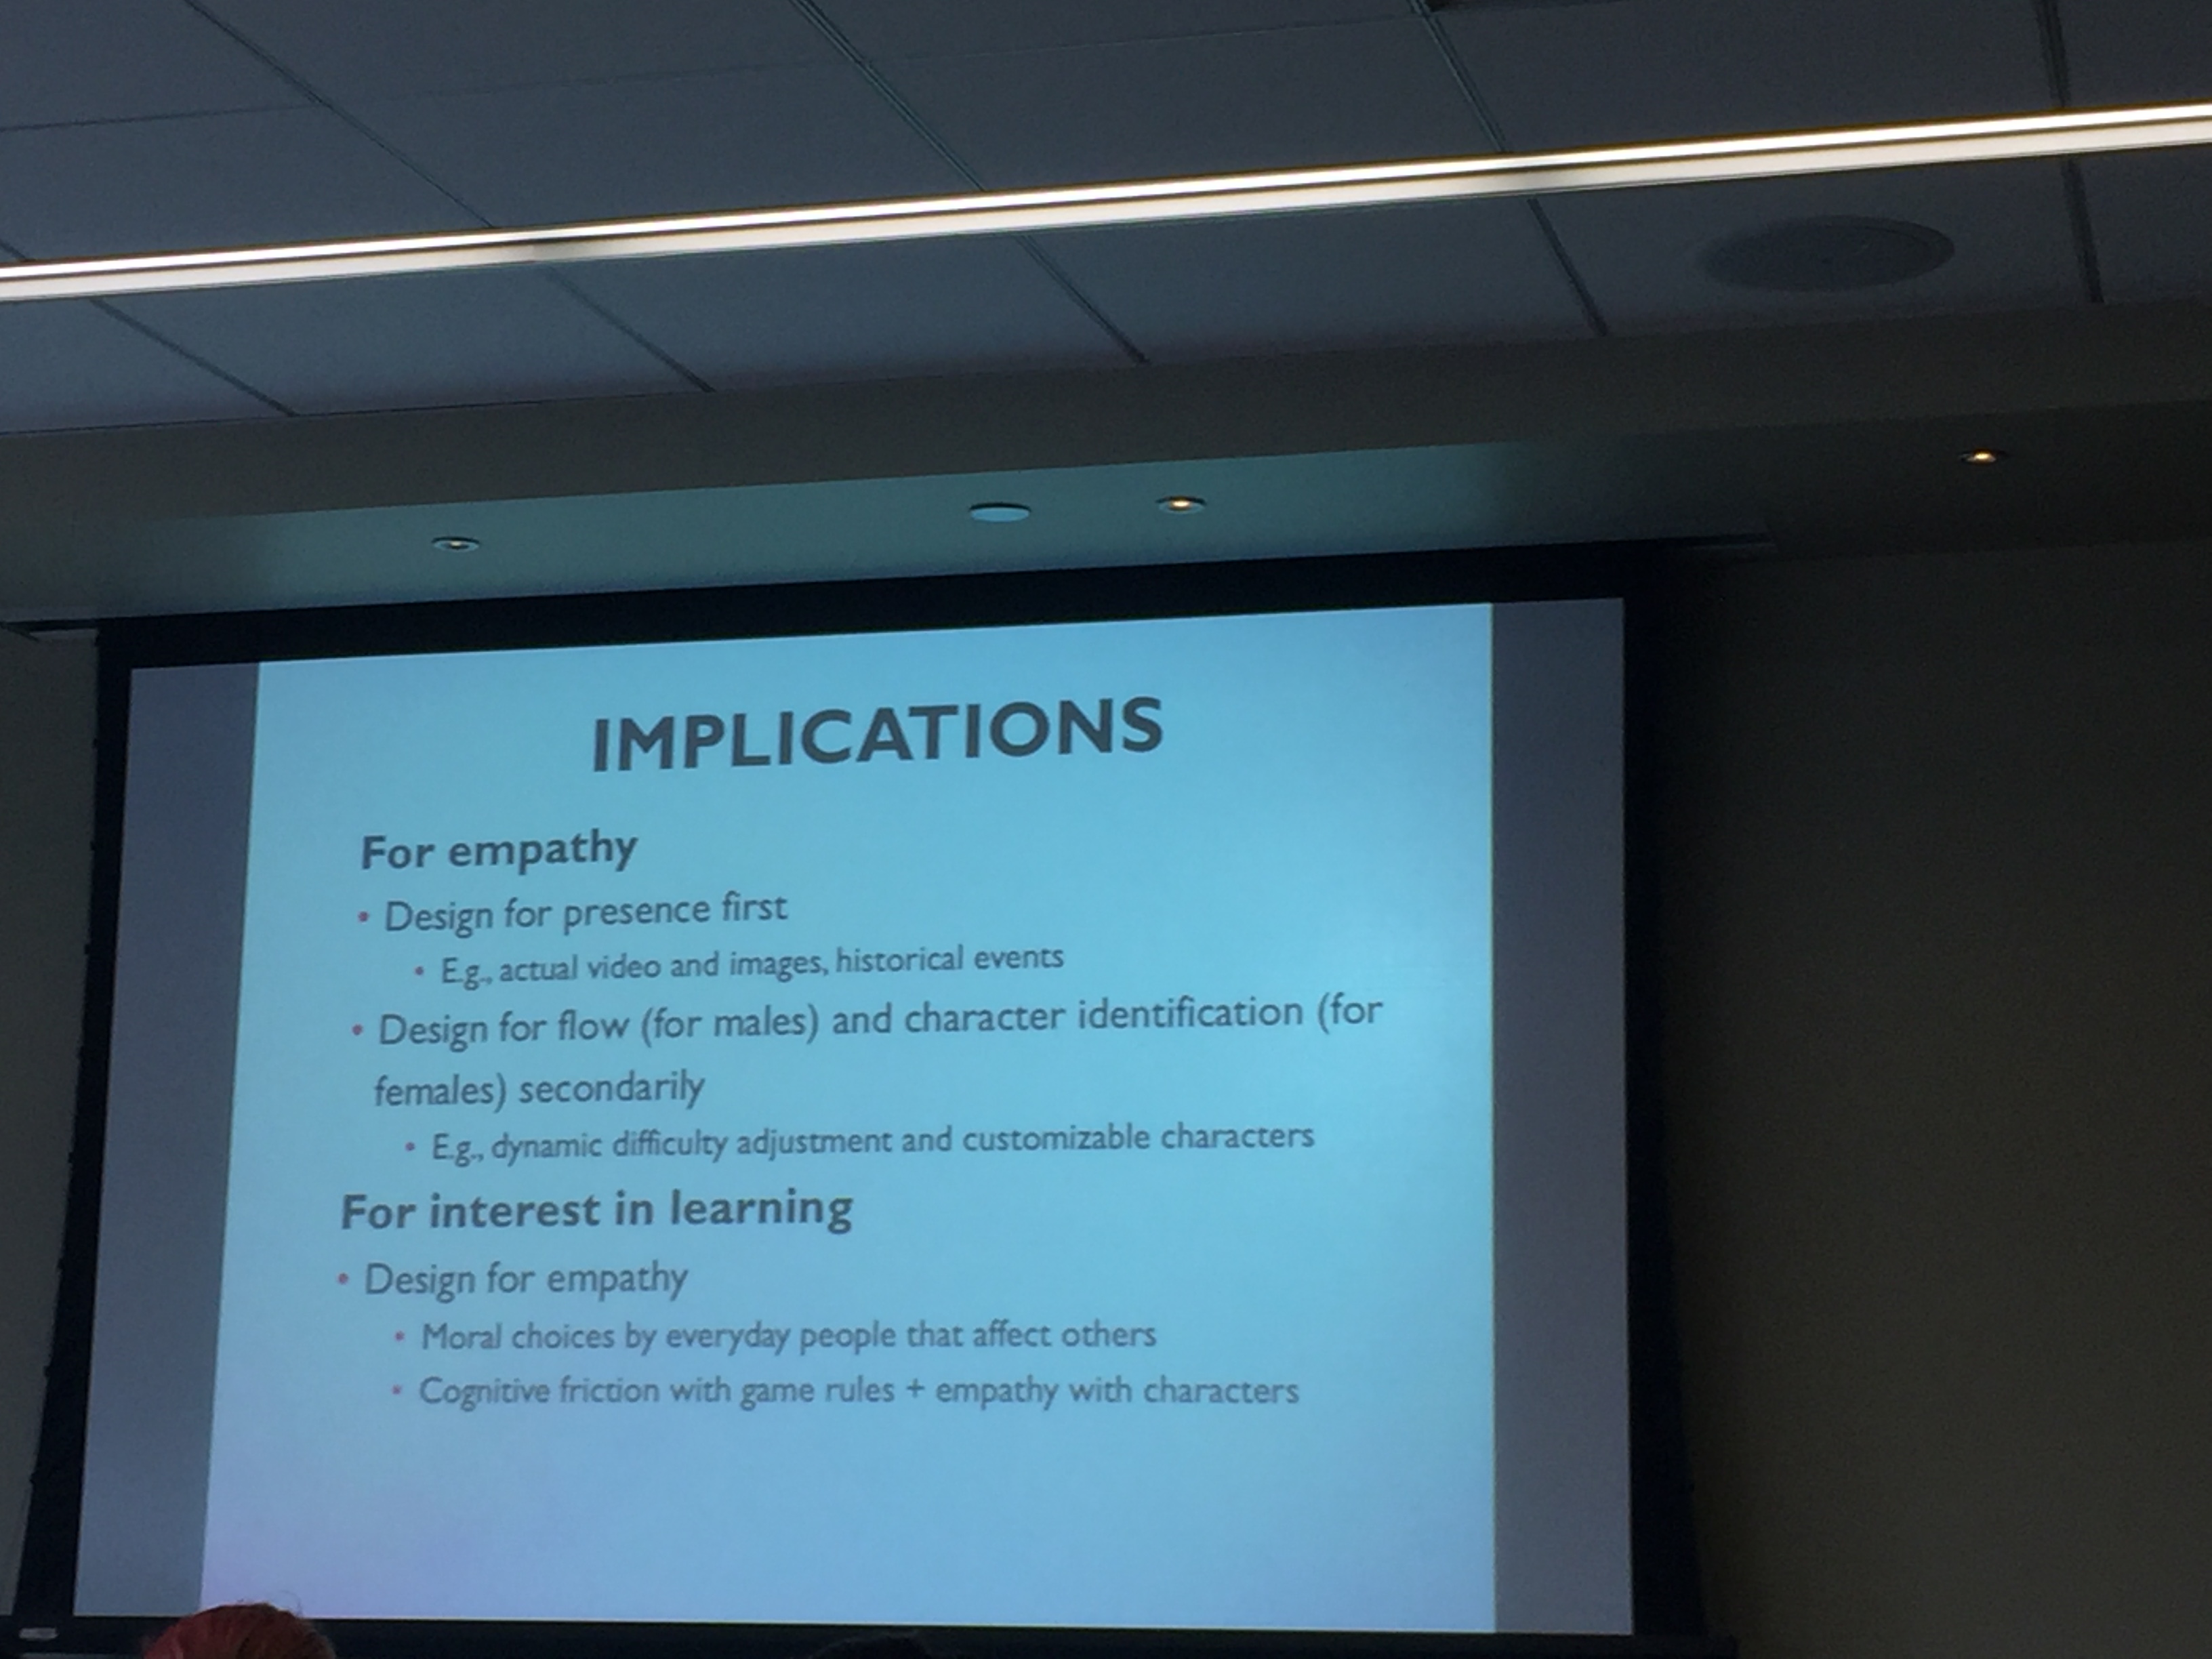 IMPLICATIONS
For empathy
• Design for presence first
• E.g., actual video and images, historical events
• Design for flow (for males) and character identification (for
females) secondarily
• E.g., dynamic difficulty adjustment and customizable characters
For interest in learning
• Design for empathy
• Moral choices by everyday people that affect others
• Cognitive friction with game rules + empathy with characters